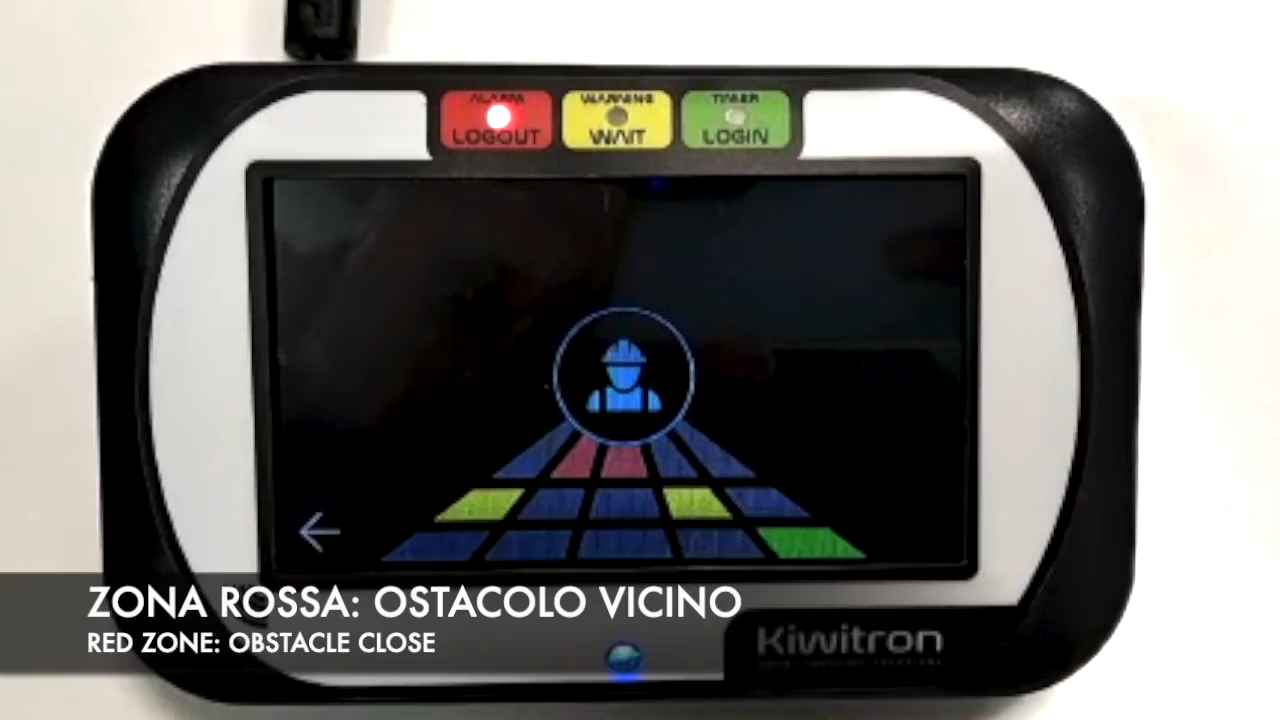 ALARM
LOGOUT
WARNING
WAIT
TIMER
LOGIN
ZONA ROSSA: OSTACOLO VICINO
RED ZONE: OBSTACLE CLOSE
Kiwitron